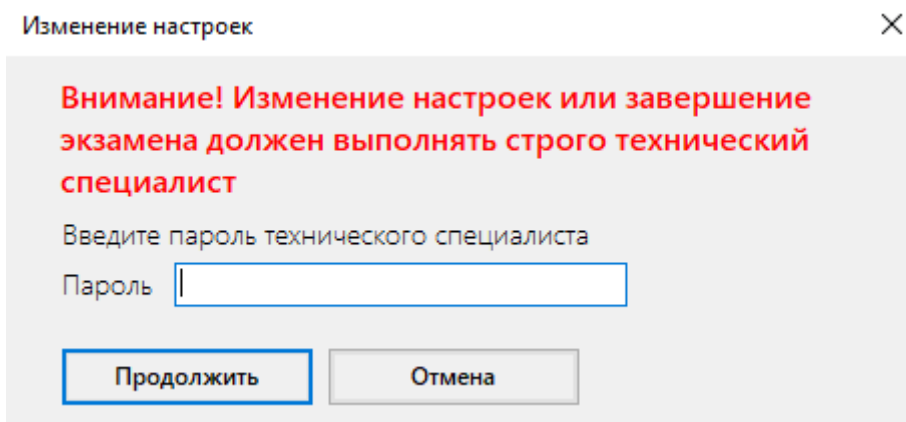 Изменение настроек
Внимание! Изменение настроек или завершение
экзамена должен выполнять строго технический
специалист
Введите пароль технического специалиста
Пароль
Продолжить Отмена